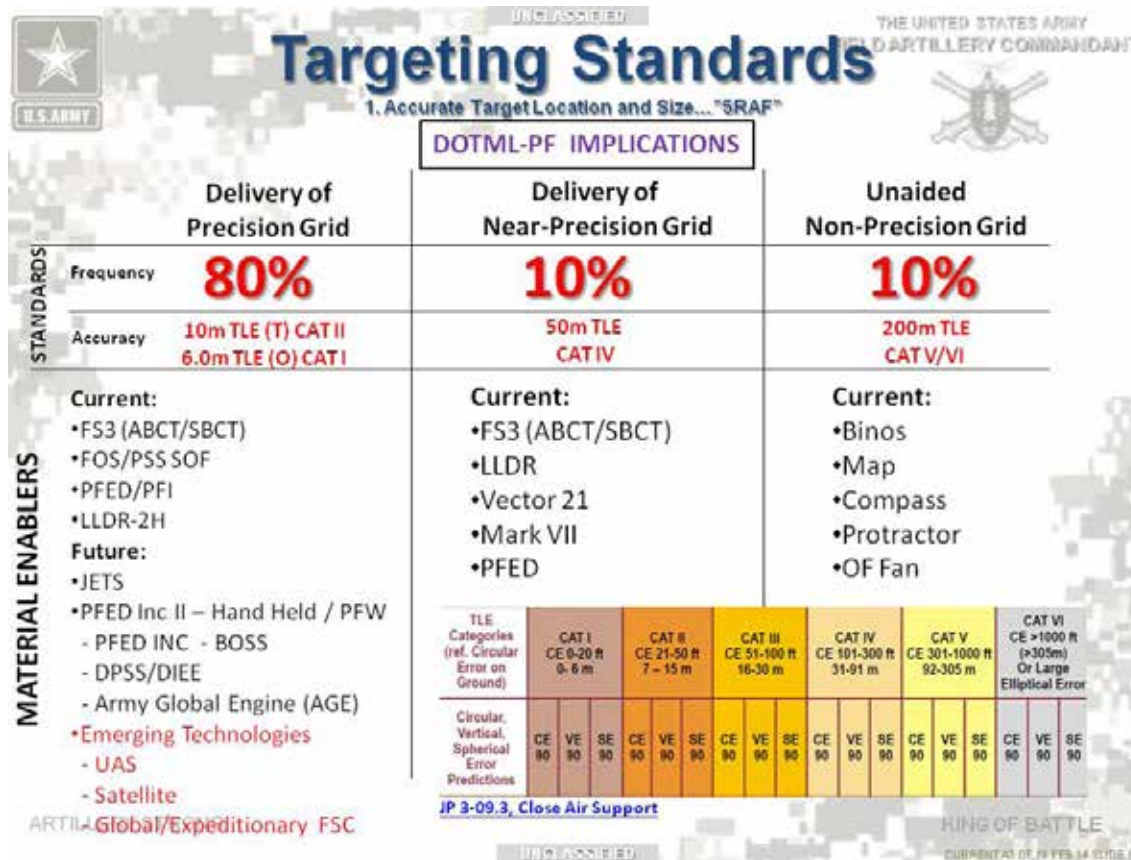 UNCLASSIFIED
THE UNITED STATES ARMY
FIELD ARTILLERY COMMANDANT
U.S.ARMY
Targeting Standards
1. Accurate Target Location and Size... "5RAF"
DOTML-PF IMPLICATIONS
Delivery of
Precision Grid
Delivery of
Near-Precision Grid
Unaided
Non-Precision Grid
STANDARDS
Frequency
80%
10%
10%
Accuracy
10m TLE (T) CAT II
6.0m TLE (O) CAT I
50m TLE
CAT IV
200m TLE
CAT V/VI
MATERIAL ENABLERS
Current:
•FS3 (ABCT/SBCT)
•FOS/PSS SOF
•PFED/PFI
•LLDR-2H
Future:
•JETS
•PFED Inc II – Hand Held / PFW
- PFED INC - BOSS
- DPSS/DIEE
- Army Global Engine (AGE)
•Emerging Technologies
- UAS
- Satellite
- Global/Expeditionary FSC
Current:
•FS3 (ABCT/SBCT)
•LLDR
•Vector 21
•Mark VII
•PFED
Current:
•Binos
•Map
•Compass
•Protractor
•OF Fan
TLE
Categories
(ref. Circular
Error on
Ground)
CAT I
CE 0-20 ft
0- 6 m
CAT II
CE 21-50 ft
7 – 15 m
CAT III
CE 51-100 ft
16-30 m
CAT IV
CE 101-300 ft
31-91 m
CAT V
CE 301-1000 ft
92-305 m
CAT VI
CE >1000 ft
(>305m)
Or Large
Elliptical Error
Circular,
Vertical,
Spherical
Error
Predictions
CE VE SE CE VE SE CE VE SE CE VE SE CE VE SE CE VE SE
90 90 90 90 90 90 90 90 90 90 90 90 90 90 90 90 90 90
JP 3-09.3, Close Air Support
KING OF BATTLE
UNCLASSIFIED
CURRENT AS OF 19 FEB 14 SLIDE